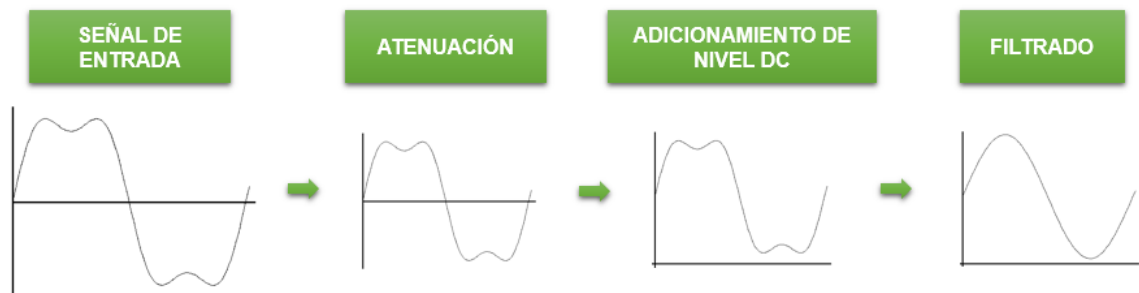 SEÑAL DE
ENTRADA
ATENUACIÓN
ADICIONAMIENTO DE
NIVEL DC
FILTRADO